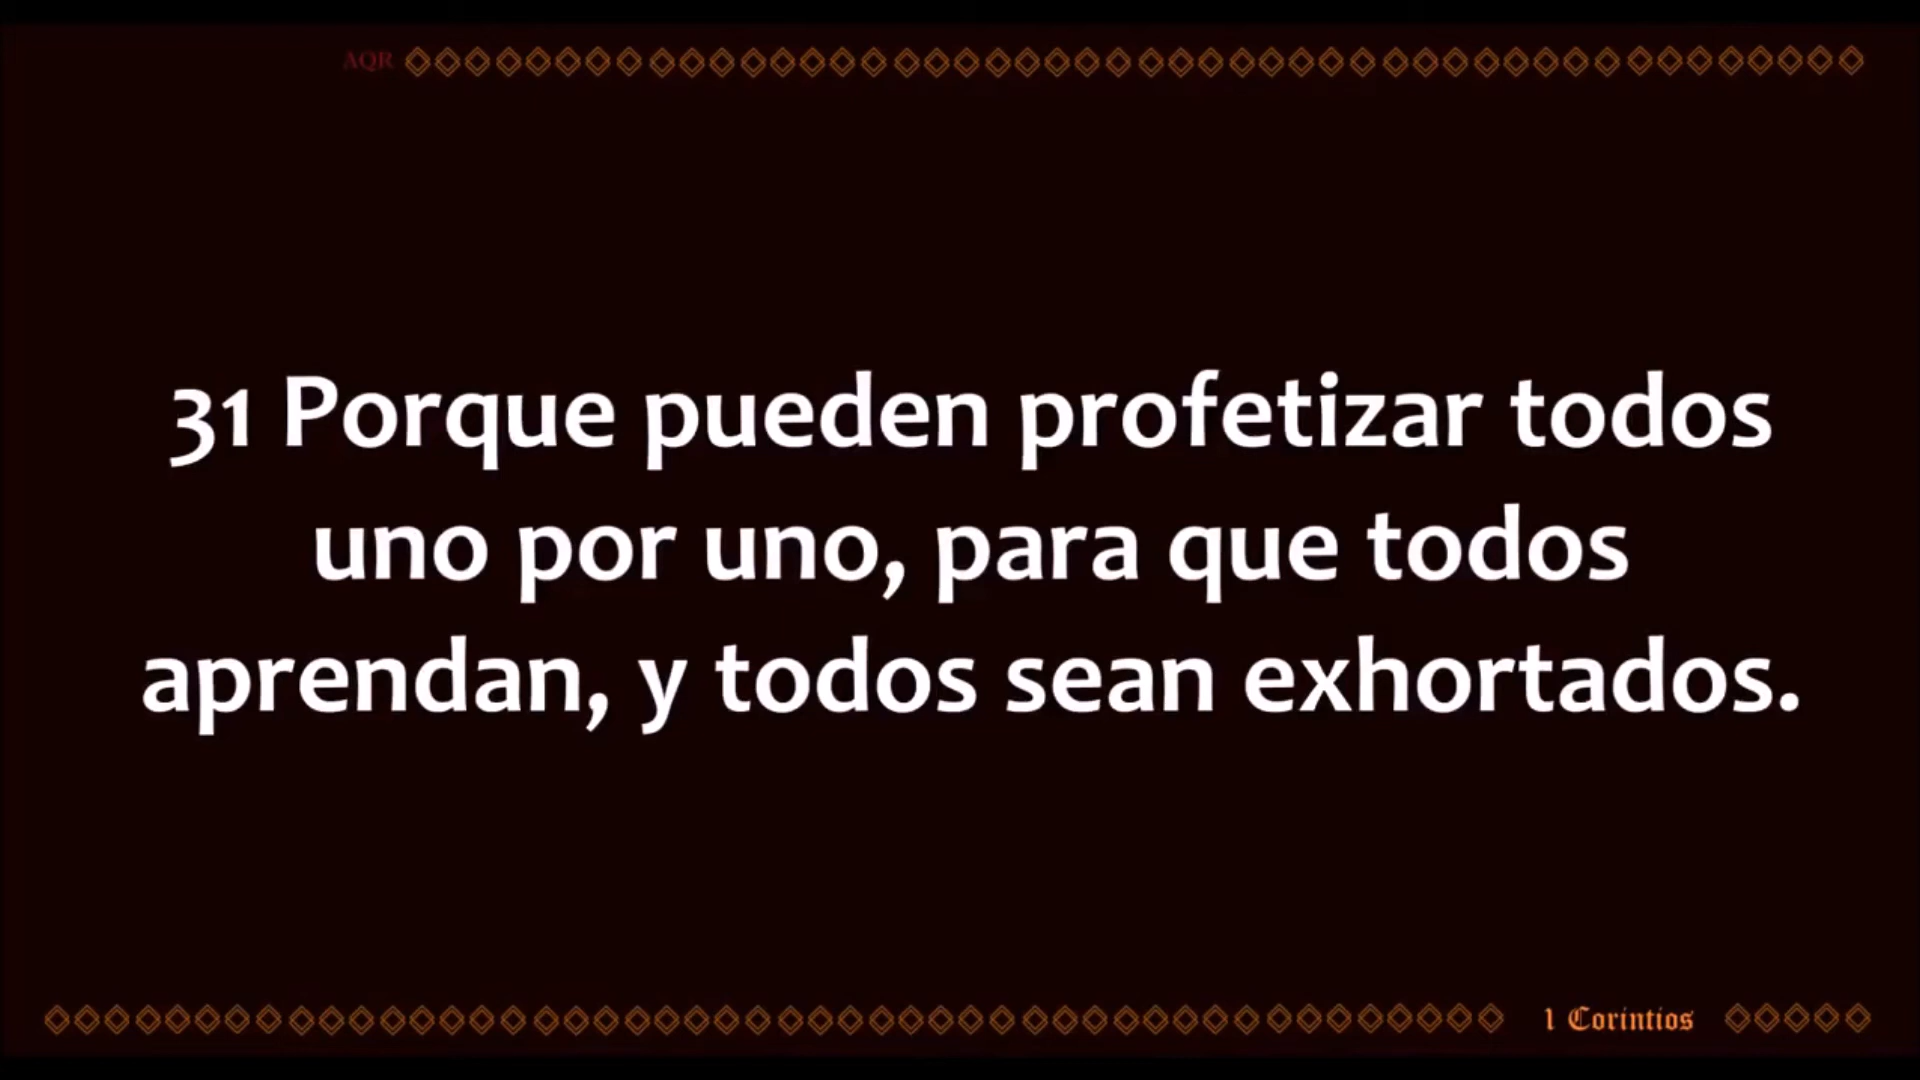 AQR
31 Porque pueden profetizar todos
uno por uno, para que todos
aprendan, y todos sean exhortados.
1 Corintios